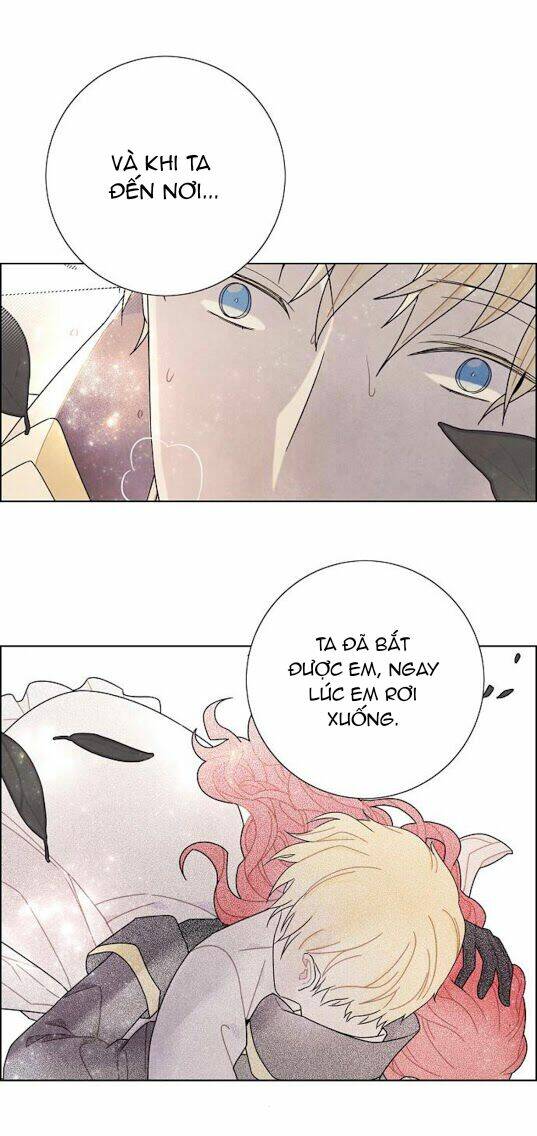 VÀ KHI TA
ĐẾN NƠI...
TA ĐÃ BẮT
ĐƯỢC EM, NGAY
LÚC EM RƠI
XUỐNG.